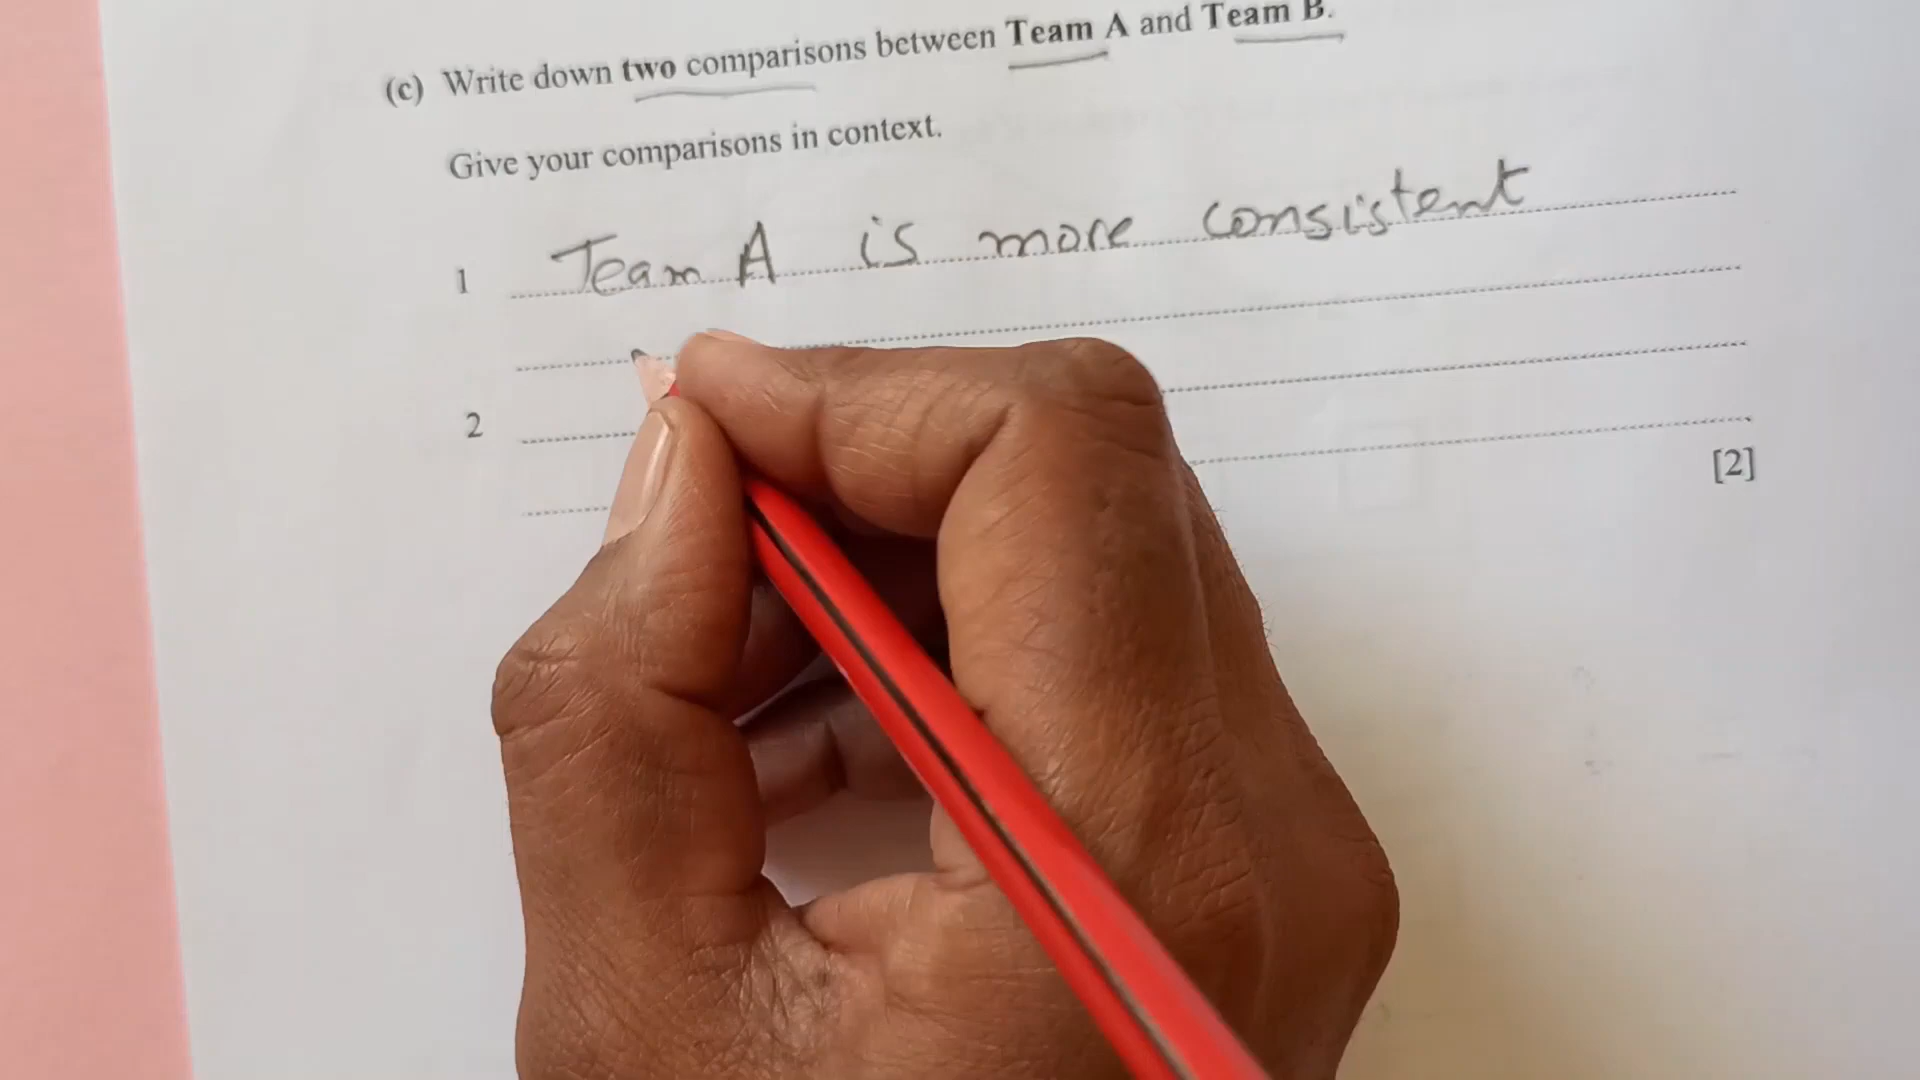 (c) Write down two comparisons between Team A and Team B.
Give your comparisons in context.
1 Team A is more consistent
2
[2]